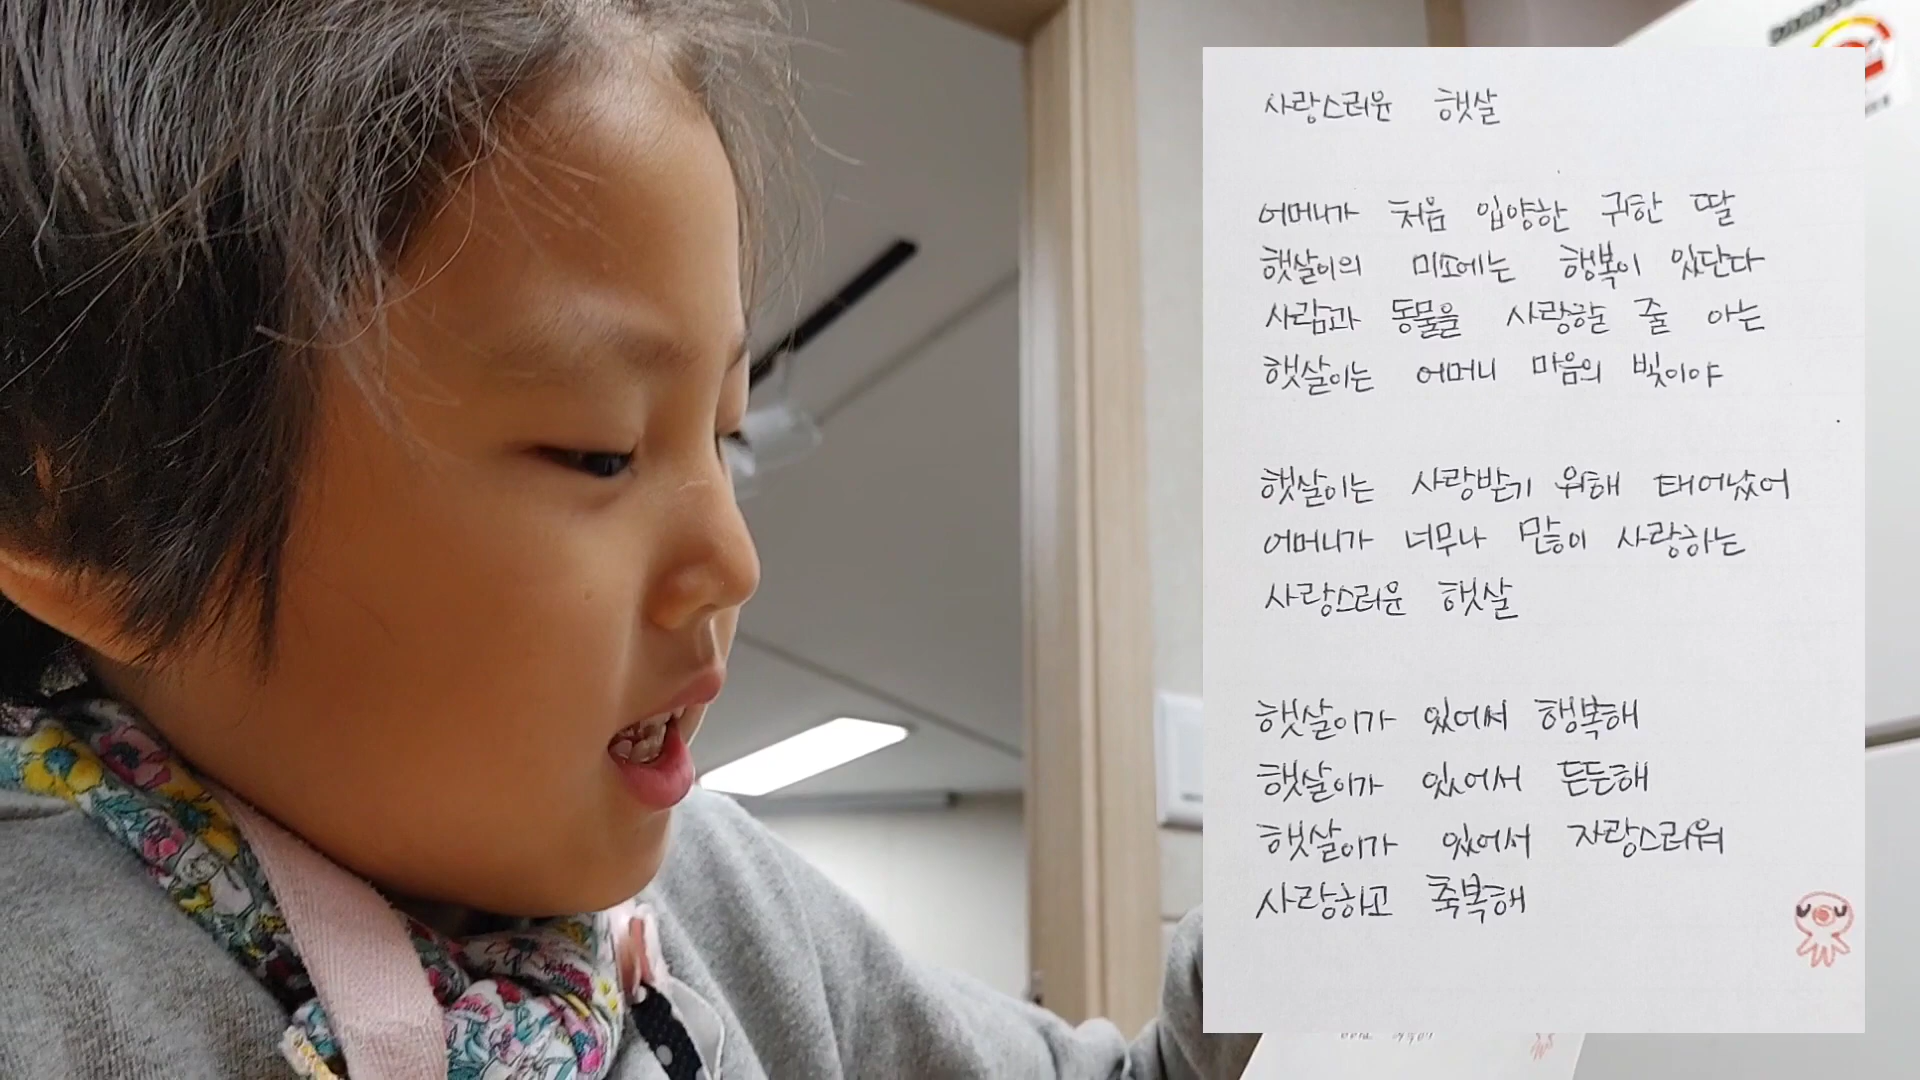 사랑스러운 햇살
어머니가 처음 입양한 귀한 딸
햇살이의 미소에는 행복이 있단다
사람과 동물을 사랑할 줄 아는
햇살이는 어머니 마음의 빛이야
햇살이는 사랑받기 위해 태어났어
어머니가 너무나 많이 사랑하는
사랑스러운 햇살
햇살이가 있어서 행복해
햇살이가 있어서 든든해
햇살이가 있어서 자랑스러워
사랑하고 축복해